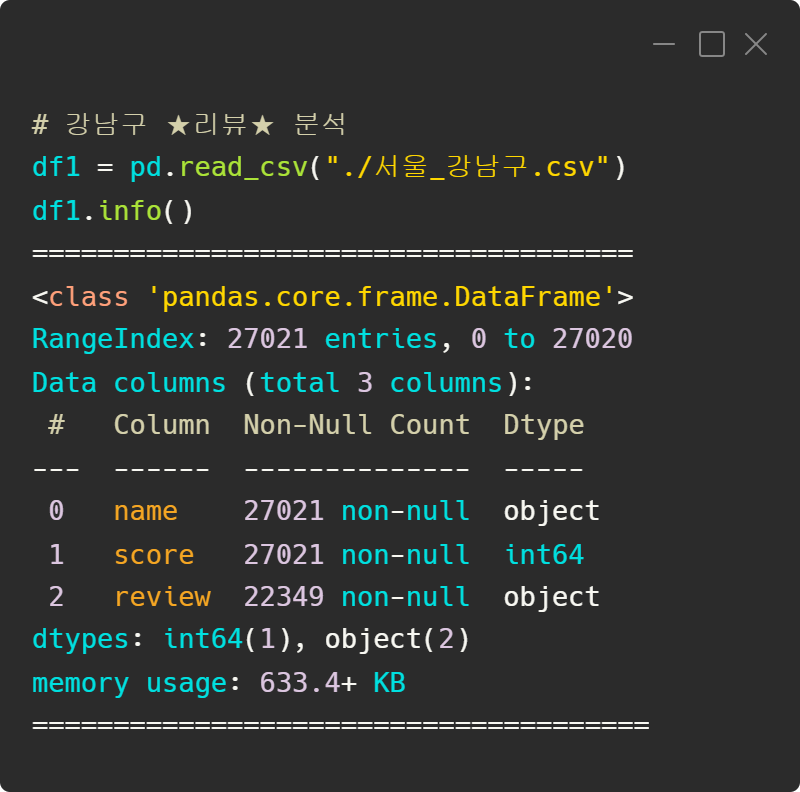 # 강남구 ★리뷰★ 분석
df1 = pd.read_csv("./서울_강남구.csv")
df1.info()
=====================================
<class 'pandas.core.frame.DataFrame'>
RangeIndex: 27021 entries, 0 to 27020
Data columns (total 3 columns):
 #   Column  Non-Null Count  Dtype
---  ------  --------------  -----
 0   name    27021 non-null  object
 1   score   27021 non-null  int64
 2   review  22349 non-null  object
dtypes: int64(1), object(2)
memory usage: 633.4+ KB
======================================